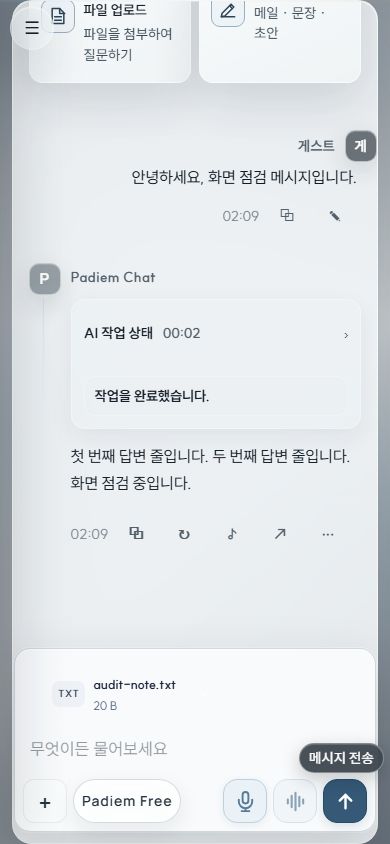 파일 업로드
파일을 첨부하여
질문하기
메일 · 문장 ·
초안
게스트 게
안녕하세요, 화면 점검 메시지입니다.
02:09
P Padiem Chat
AI 작업 상태 00:02
작업을 완료했습니다.
첫 번째 답변 줄입니다. 두 번째 답변 줄입니다.
화면 점검 중입니다.
02:09
TXT audit-note.txt
20 B
무엇이든 물어보세요
메시지 전송
+ Padiem Free